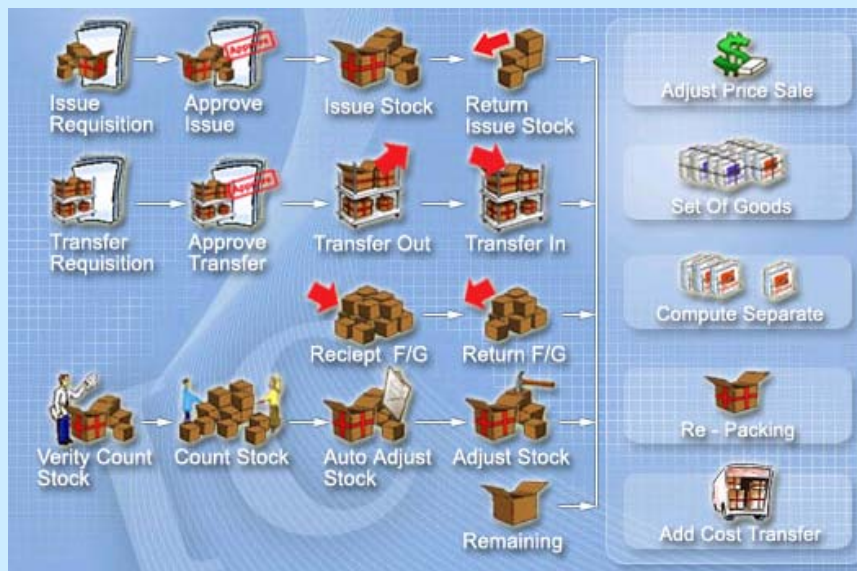 Issue
Requisition
Approve
Approve
Issue
Issue Stock
Return
Issue Stock
Transfer
Requisition
Approve
Approve
Transfer
Transfer Out
Transfer In
Reciept F/G
Return F/G
Verity Count
Stock
Count Stock
Auto Adjust
Stock
Adjust Stock
Remaining
Adjust Price Sale
Set Of Goods
Compute Separate
Re - Packing
Add Cost Transfer